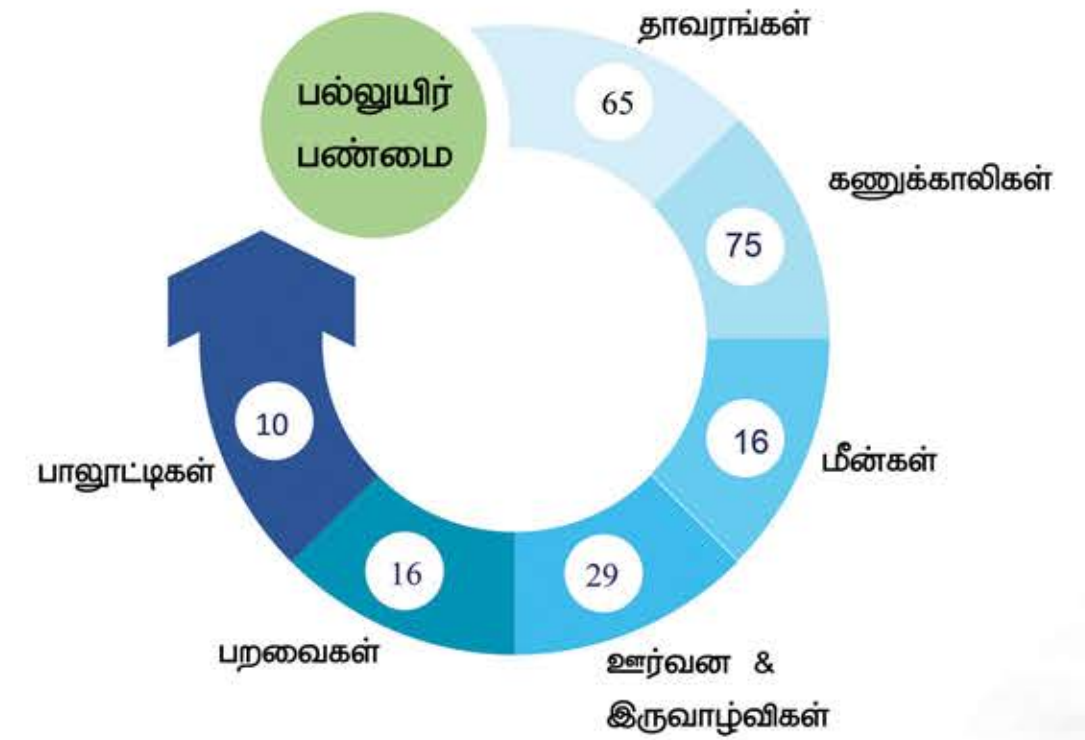 பல்லுயிர்
பண்மை
தாவரங்கள்
65
கணுக்காலிகள்
75
16
மீன்கள்
29
ஊர்வன &
இருவாழ்விகள்
16
பறவைகள்
10
பாலூட்டிகள்